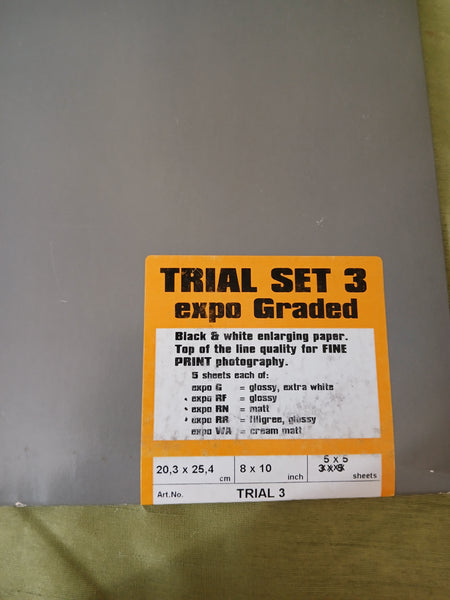 TRIAL SET 3
expo Graded
Black & white enlarging paper.
Top of the line quality for FINE
PRINT photography.
5 sheets each of:
expo G = glossy, extra white
• expo RF = glossy
• expo RN = matt
• expo RR = filigree, glossy
expo WA = cream matt
20,3 x 25,4 cm
8 x 10 inch
5 x 5
sheets
Art.No. TRIAL 3